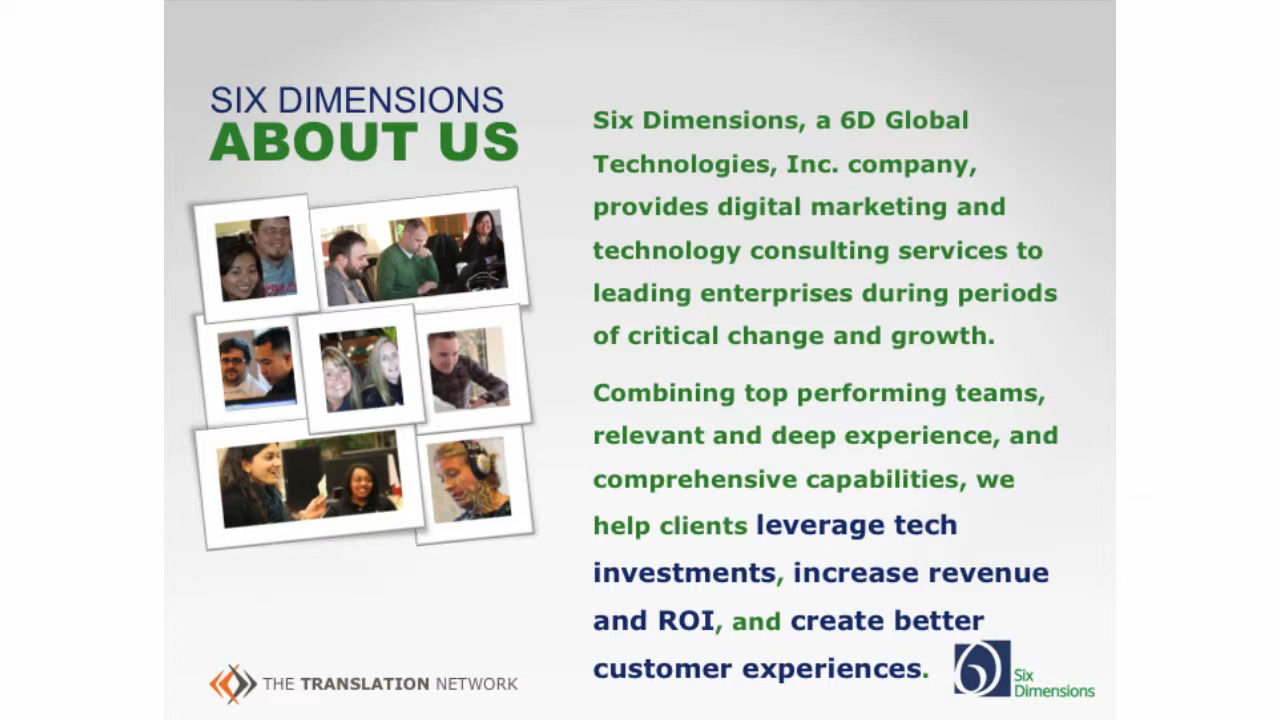 SIX DIMENSIONS
ABOUT US
Six Dimensions, a 6D Global
Technologies, Inc. company,
provides digital marketing and
technology consulting services to
leading enterprises during periods
of critical change and growth.
Combining top performing teams,
relevant and deep experience, and
comprehensive capabilities, we
help clients leverage tech
investments, increase revenue
and ROI, and create better
customer experiences.
THE TRANSLATION NETWORK
Six
Dimensions